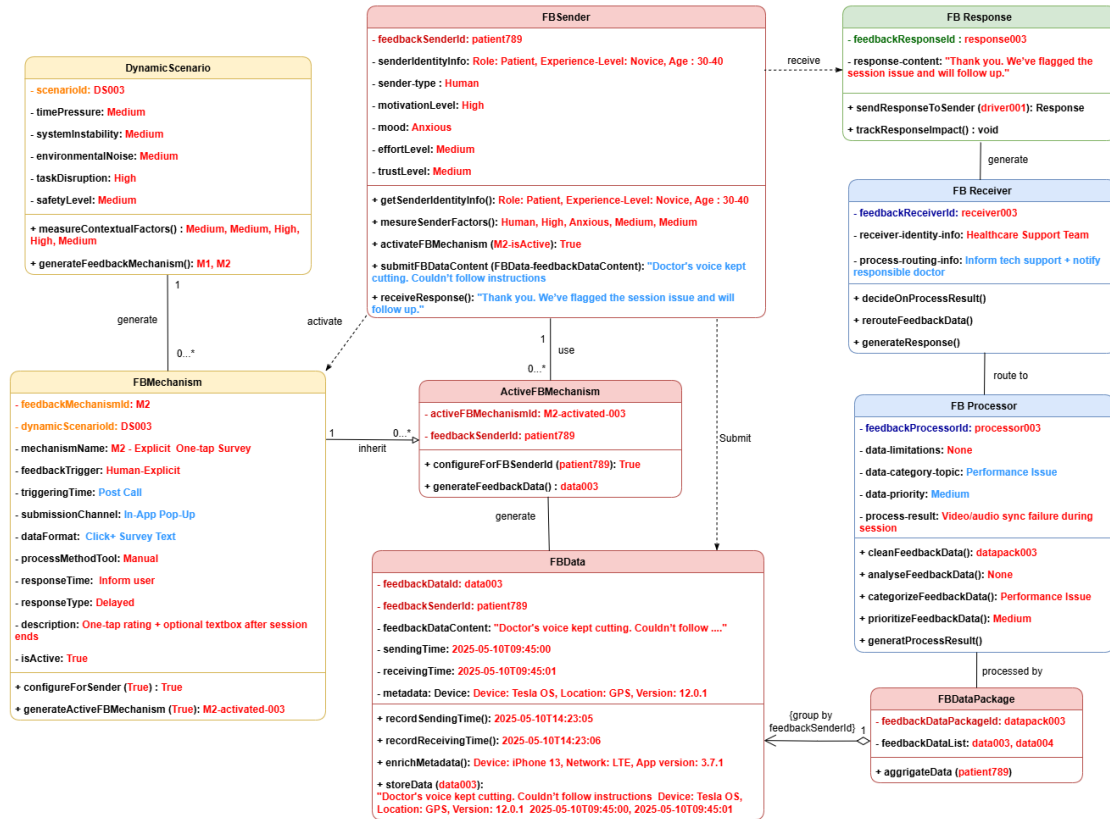 DynamicScenario
- scenarioId: DS003
- timePressure: Medium
- systemInstability: Medium
- environmentalNoise: Medium
- taskDisruption: High
- safetyLevel: Medium
+ measureContextualFactors() : Medium, Medium, High,
High, Medium
+ generateFeedbackMechanism(): M1, M2
1
generate
0...*
FBMechanism
- feedbackMechanismId: M2
- dynamicScenarioId: DS003
- mechanismName: M2 - Explicit One-tap Survey
- feedbackTrigger: Human-Explicit
- triggeringTime: Post Call
- submissionChannel: In-App Pop-Up
- dataFormat: Click+ Survey Text
- processMethodTool: Manual
- responseTime: Inform user
- responseType: Delayed
- description: One-tap rating + optional textbox after session
ends
- isActive: True
+ configureForSender (True) : True
+ generateActiveFBMechanism (True): M2-activated-003
FBSender
- feedbackSenderId: patient789
- senderIdentityInfo: Role: Patient, Experience-Level: Novice, Age : 30-40
- sender-type : Human
- motivationLevel: High
- mood: Anxious
- effortLevel: Medium
- trustLevel: Medium
+ getSenderIdentityInfo(): Role: Patient, Experience-Level: Novice, Age : 30-40
+ mesureSenderFactors(): Human, High, Anxious, Medium, Medium
+ activateFBMechanism (M2-isActive): True
+ submitFBDataContent (FBData-feedbackDataContent): "Doctor's voice kept
cutting. Couldn't follow instructions
+ receiveResponse(): "Thank you. We've flagged the session issue and will
follow up."
activate
1
use
0...*
Submit
receive
ActiveFBMechanism
- activeFBMechanismId: M2-activated-003
- feedbackSenderId: patient789
+ configureForFBSenderId (patient789): True
+ generateFeedbackData() : data003
1
0...*
inherit
generate
FBData
- feedbackDataId: data003
- feedbackSenderId: patient789
- feedbackDataContent: "Doctor's voice kept cutting. Couldn't follow ...."
- sendingTime: 2025-05-10T09:45:00
- receivingTime: 2025-05-10T09:45:01
- metadata: Device: Device: Tesla OS, Location: GPS, Version: 12.0.1
+ recordSendingTime(): 2025-05-10T14:23:05
+ recordReceivingTime(): 2025-05-10T14:23:06
+ enrichMetadata(): Device: iPhone 13, Network: LTE, App version: 3.7.1
+ storeData (data003):
"Doctor's voice kept cutting. Couldn't follow instructions Device: Tesla OS,
Location: GPS, Version: 12.0.1 2025-05-10T09:45:00, 2025-05-10T09:45:01
FB Response
- feedbackResponseId : response003
- response-content: "Thank you. We've flagged the
session issue and will follow up."
+ sendResponseToSender (driver001): Response
+ trackResponseImpact() : void
generate
FB Receiver
- feedbackReceiverId: receiver003
- receiver-identity-info: Healthcare Support Team
- process-routing-info: Inform tech support + notify
responsible doctor
+ decideOnProcessResult()
+ rerouteFeedbackData()
+ generateResponse()
route to
FB Processor
- feedbackProcessorId: processor003
- data-limitations: None
- data-category-topic: Performance Issue
- data-priority: Medium
- process-result: Video/audio sync failure during
session
+ cleanFeedbackData(): datapack003
+ analyseFeedbackData(): None
+ categorizeFeedbackData(): Performance Issue
+ prioritizeFeedbackData(): Medium
+ generatProcessResult()
processed by
FBDataPackage
- feedbackDataPackageId: datapack003
- feedbackDataList: data003, data004
+ aggrigateData (patient789)
{group by
feedbackSenderId}
1